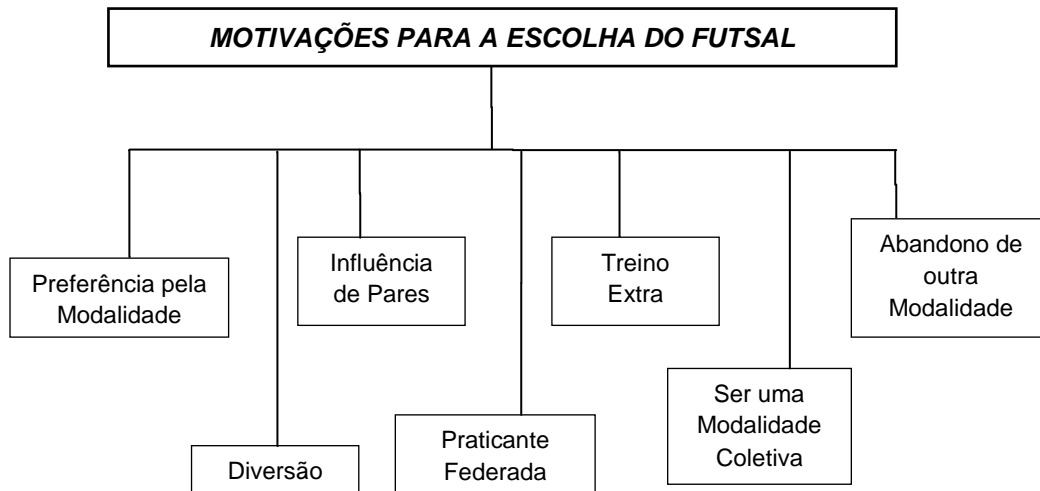 MOTIVAÇÕES PARA A ESCOLHA DO FUTSAL
Preferência pela
Modalidade
Diversão
Influência
de Pares
Praticante
Federada
Treino
Extra
Ser uma
Modalidade
Coletiva
Abandono de
outra
Modalidade